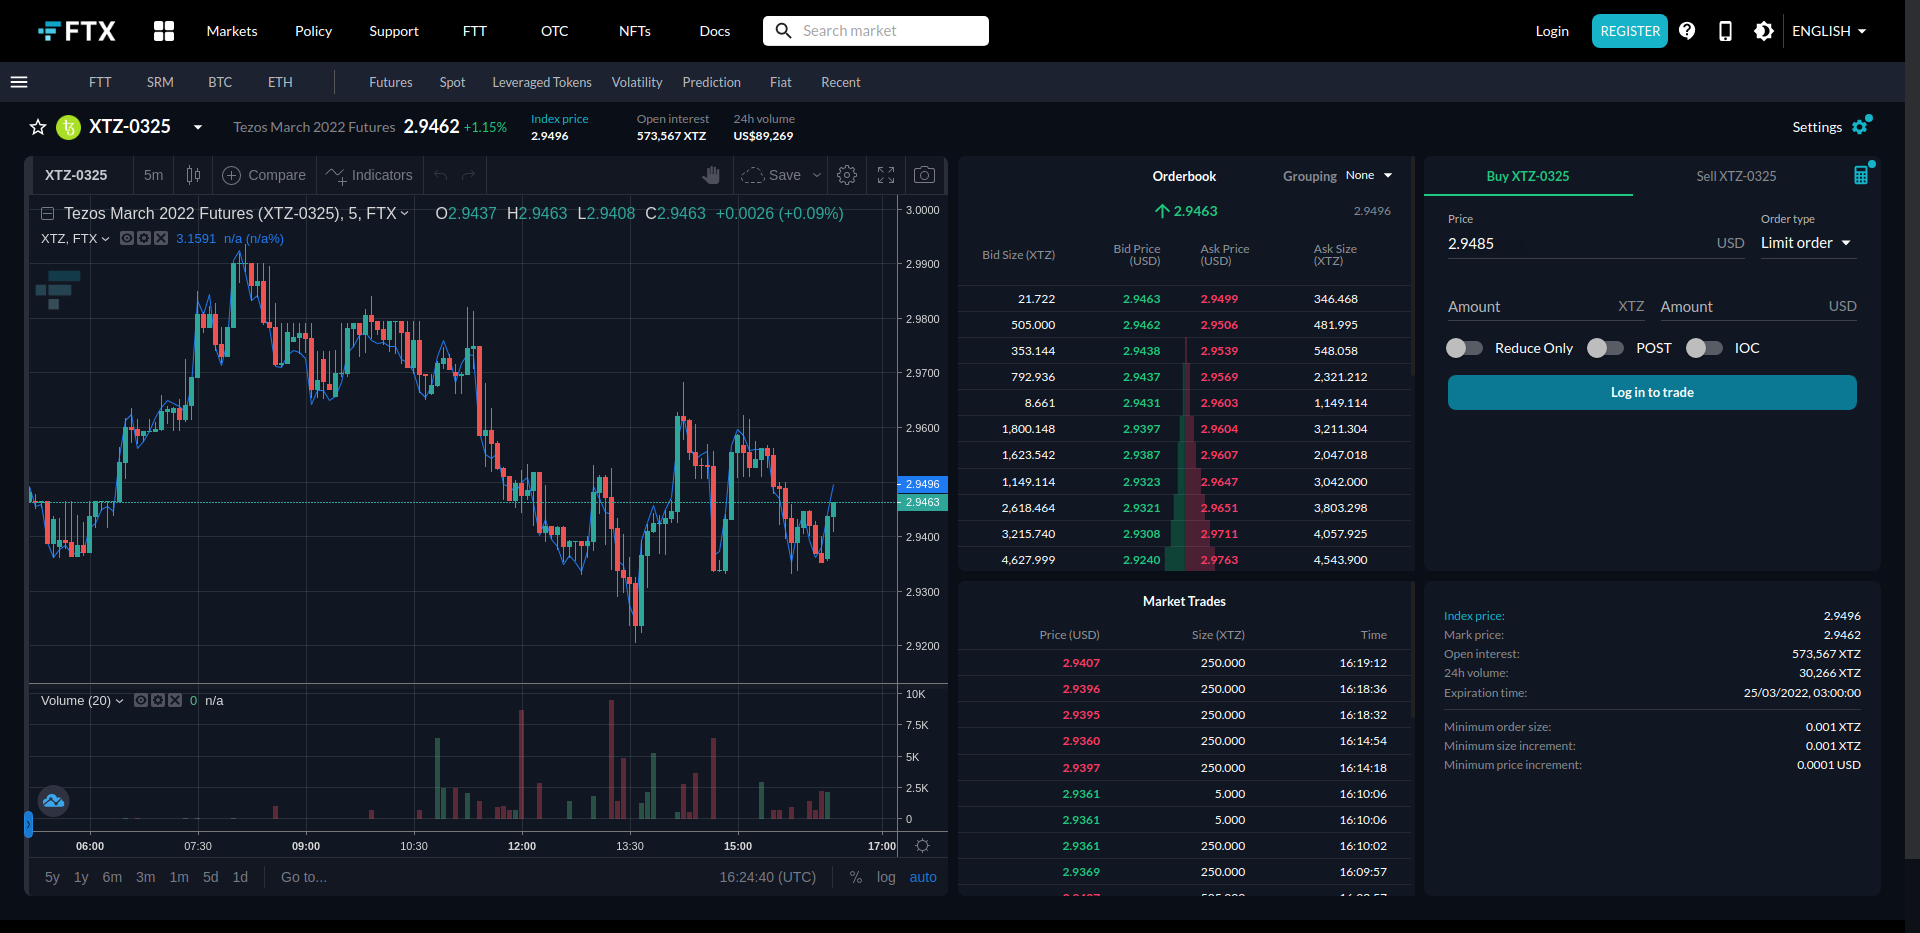 FTX Markets Policy Support FTT OTC NFTs Docs Search market Login REGISTER ENGLISH
FTT SRM BTC ETH Futures Spot Leveraged Tokens Volatility Prediction Fiat Recent
XTZ-0325 Tezos March 2022 Futures 2.9462 +1.15%
Index price
2.9496
Open interest
573,567 XTZ
24h volume
US$89,269
Settings
XTZ-0325 5m Compare Indicators Save
Tezos March 2022 Futures (XTZ-0325), 5, FTX O2.9437 H2.9463 L2.9408 C2.9463 +0.0026 (+0.09%)
XTZ, FTX 3.1591 n/a (n/a%)
3.0000
2.9900
2.9800
2.9700
2.9600
2.9496
2.9463
2.9400
2.9300
2.9200
Volume (20) 0 n/a
10K
7.5K
5K
2.5K
0
06:00 07:30 09:00 10:30 12:00 13:30 15:00 17:00
5y 1y 6m 3m 1m 5d 1d Go to... 16:24:40 (UTC) % log auto
Orderbook Grouping None
2.9463 2.9496
Bid Size (XTZ) Bid Price (USD) Ask Price (USD) Ask Size (XTZ)
21.722 2.9463 2.9499 346.468
505.000 2.9462 2.9506 481.995
353.144 2.9438 2.9539 548.058
792.936 2.9437 2.9569 2,321.212
8.661 2.9431 2.9603 1,149.114
1,800.148 2.9397 2.9604 3,211.304
1,623.542 2.9387 2.9607 2,047.018
1,149.114 2.9323 2.9647 3,042.000
2,618.464 2.9321 2.9651 3,803.298
3,215.740 2.9308 2.9711 4,057.925
4,627.999 2.9240 2.9763 4,543.900
Market Trades
Price (USD) Size (XTZ) Time
2.9407 250.000 16:19:12
2.9396 250.000 16:18:36
2.9395 250.000 16:18:32
2.9360 250.000 16:14:54
2.9397 250.000 16:14:18
2.9361 5.000 16:10:06
2.9361 5.000 16:10:06
2.9361 250.000 16:10:02
2.9369 250.000 16:09:57
Buy XTZ-0325 Sell XTZ-0325
Price Order type
2.9485 USD Limit order
Amount XTZ Amount USD
Reduce Only POST IOC
Log in to trade
Index price: 2.9496
Mark price: 2.9462
Open interest: 573,567 XTZ
24h volume: 30,266 XTZ
Expiration time: 25/03/2022, 03:00:00
Minimum order size: 0.001 XTZ
Minimum size increment: 0.001 XTZ
Minimum price increment: 0.0001 USD